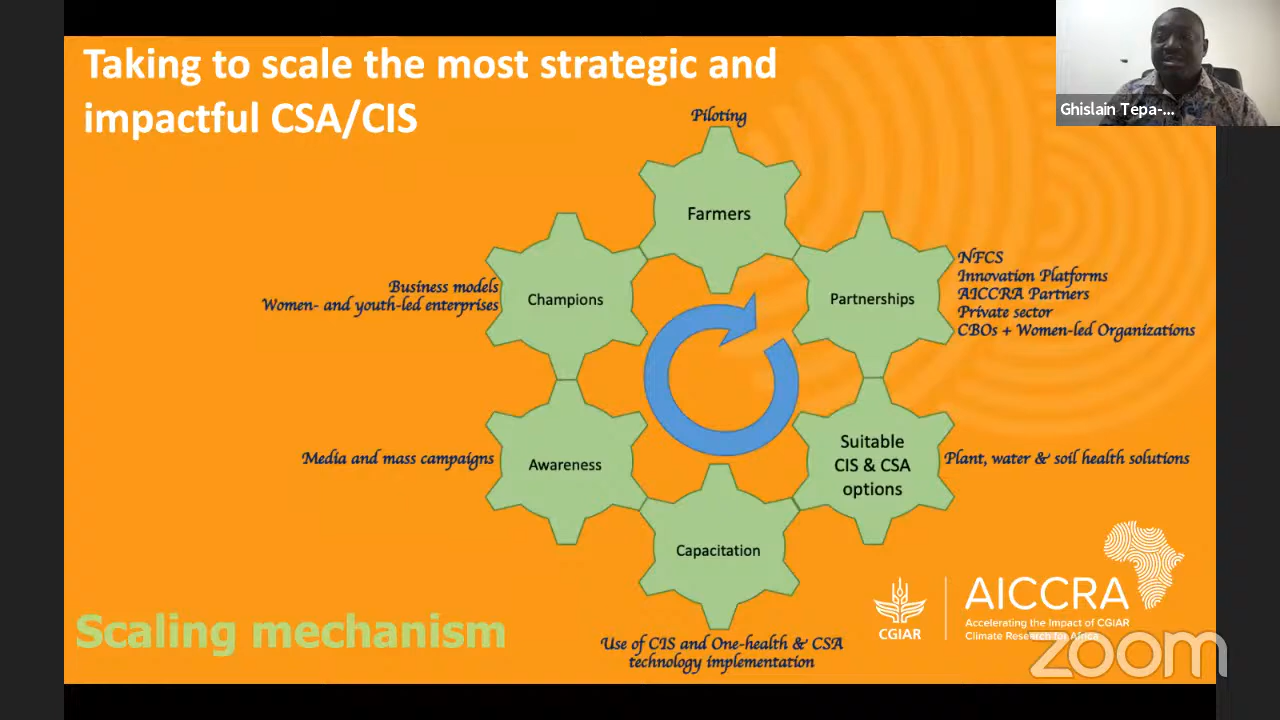 Taking to scale the most strategic and
impactful CSA/CIS
Ghislain Tepa-...
Piloting
Farmers
Champions
Business models
Women- and youth-led enterprises
Partnerships
NFCS
Innovation Platforms
AICCRA Partners
Private sector
CBOs + Women-led Organizations
Awareness
Media and mass campaigns
Suitable
CIS & CSA
options
Plant, water & soil health solutions
Capacitation
Use of CIS and One-health & CSA
technology implementation
Scaling mechanism
CGIAR
AICCRA
Accelerating the Impact of CGIAR
Climate Research for Africa
zoom